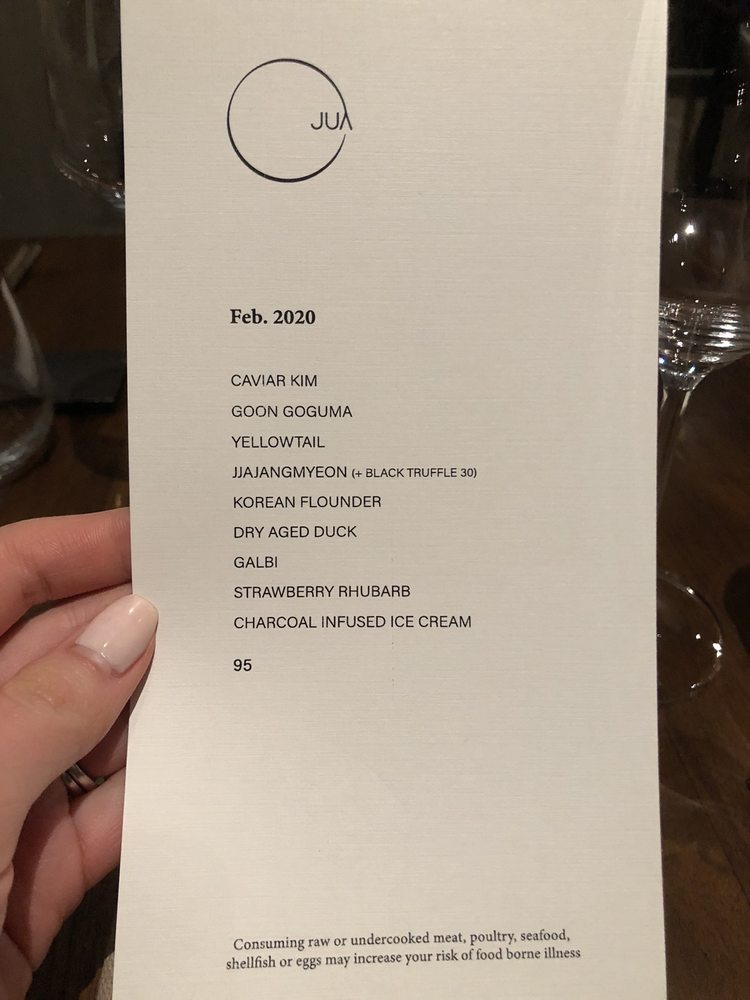 JUA
Feb. 2020
CAVIAR KIM
GOON GOGUMA
YELLOWTAIL
JJAJANGMYEON (+ BLACK TRUFFLE 30)
KOREAN FLOUNDER
DRY AGED DUCK
GALBI
STRAWBERRY RHUBARB
CHARCOAL INFUSED ICE CREAM
95
Consuming raw or undercooked meat, poultry, seafood,
shellfish or eggs may increase your risk of food borne illness